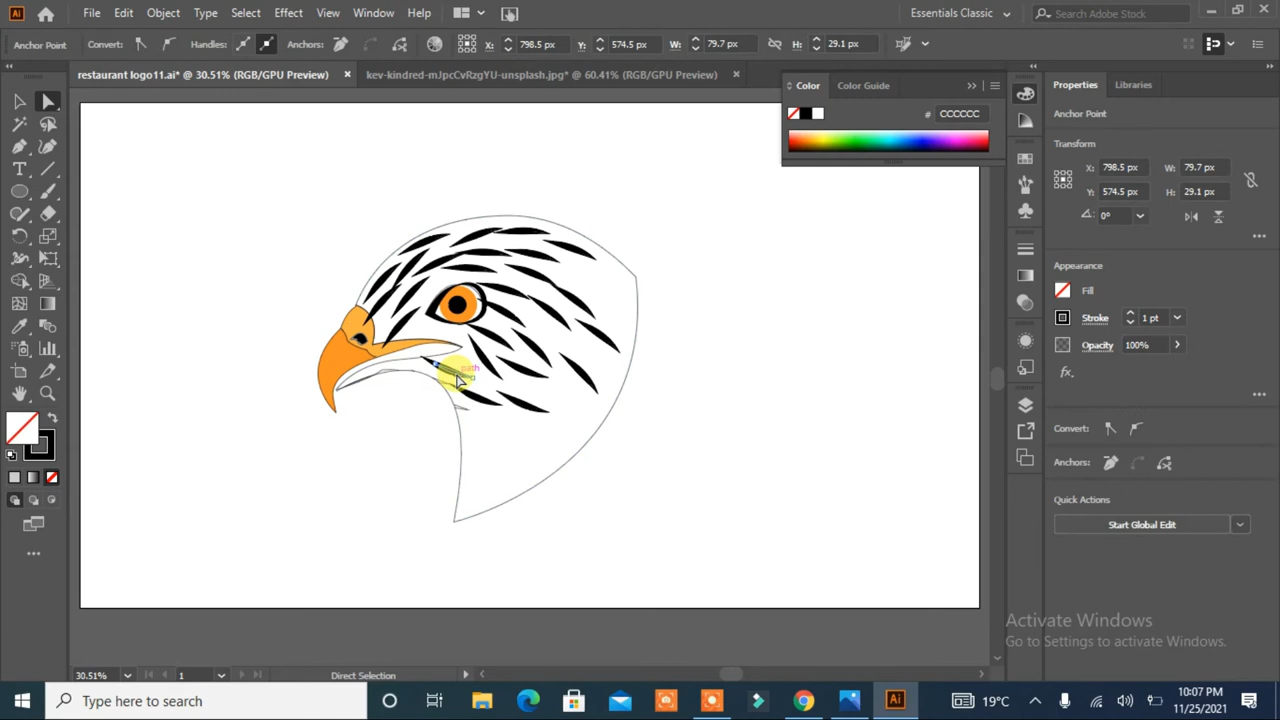 Ai File Edit Object Type Select Effect View Window Help Essentials Classic Search Adobe Stock
Anchor Point Convert: Handles: Anchors: X: 798.5 px Y: 574.5 px W: 79.7 px H: 29.1 px
restaurant logo11.ai* @ 30.51% (RGB/GPU Preview) × kev-kindred-mJpcCvRzgYU-unsplash.jpg* @ 60.41% (RGB/GPU Preview) ×
Color Color Guide
# CCCCCC
Properties Libraries
Anchor Point
Transform
X: 798.5 px W: 79.7 px
Y: 574.5 px H: 29.1 px
0°
Appearance
Fill
Stroke 1 pt
Opacity 100%
fx.
Convert:
Anchors:
Quick Actions
Start Global Edit
path
Activate Windows
Go to Settings to activate Windows.
30.51% 1 Direct Selection
Type here to search Ai 19°C 10:07 PM
11/25/2021